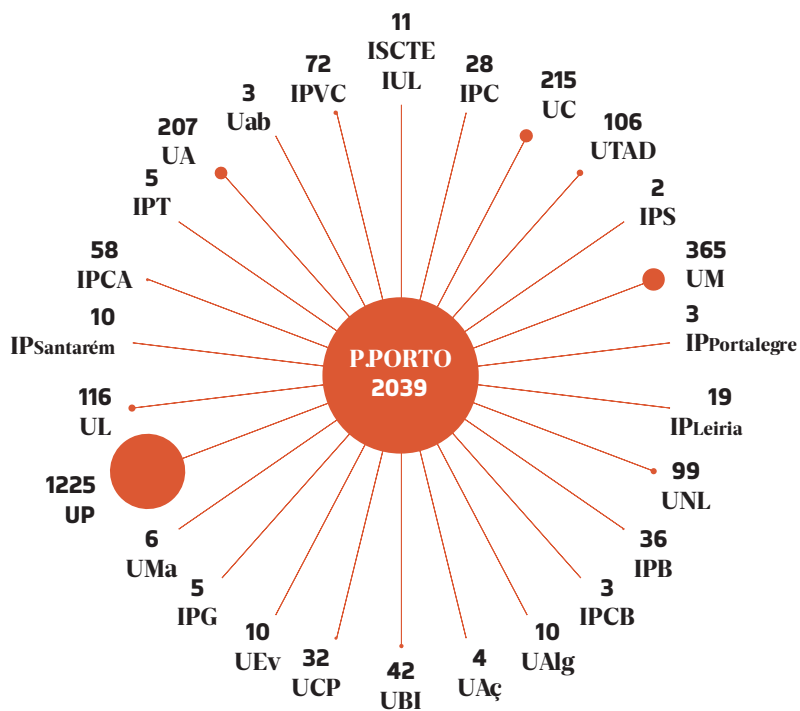 11
ISCTE
IUL
28
IPC
215
UC
106
UTAD
2
IPS
365
UM
3
IPPortalegre
19
IPLeiria
99
UNL
36
IPB
3
IPCB
10
UAlg
4
UAç
42
UBI
32
UCP
10
UEv
5
IPG
6
UMa
1225
UP
116
UL
10
IPSantarém
58
IPCA
5
IPT
207
UA
3
Uab
72
IPVC
P.PORTO
2039